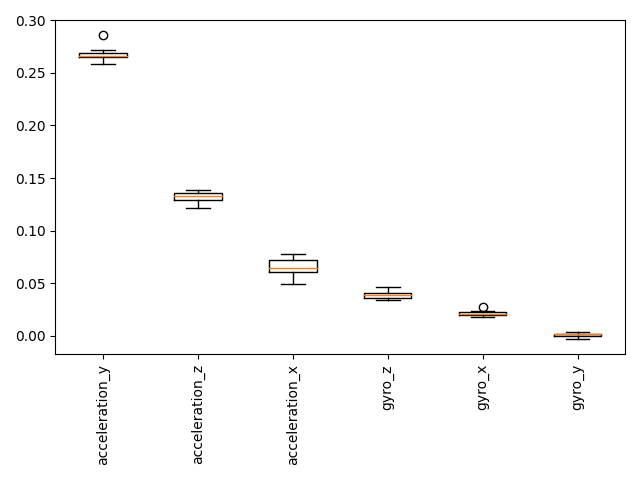 0.30
0.25
0.20
0.15
0.10
0.05
0.00
acceleration_y
acceleration_z
acceleration_x
gyro_z
gyro_x
gyro_y